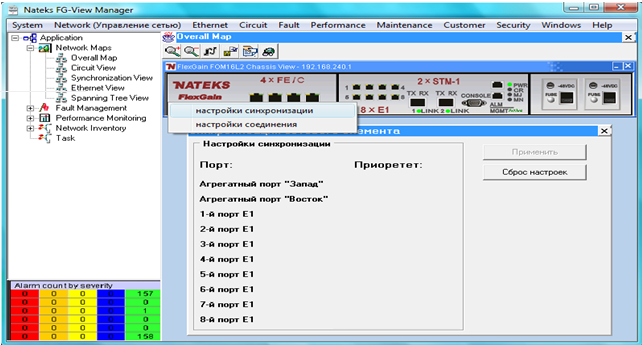 Nateks FG-View Manager
System Network (Управление сетью) Ethernet Circuit Fault Performance Maintenance Customer Security Windows Help
Application
Network Maps
Overall Map
Circuit View
Synchronization View
Ethernet View
Spanning Tree View
Fault Management
Performance Monitoring
Network Inventory
Task
Overall Map
FlexGain FOM16L2 Chassis View - 192.168.240.1
NATEKS
FlexGain
4 x FE / C
2 x STM-1
TX RX TX RX
CONSOLE
PWR
CR
MJ
MN
ALM
MGMT
8 x E1
1 LINK 2 LINK
-48VDC
FUSE
-48VDC
FUSE
настройки синхронизации
настройки соединения
емента
Настройки синхронизации
Порт: Приоретет:
Агрегатный порт "Запад"
Агрегатный порт "Восток"
1-й порт E1
2-й порт E1
3-й порт E1
4-й порт E1
5-й порт E1
6-й порт E1
7-й порт E1
8-й порт E1
Применить
Сброс настроек
Alarm count by severity
0 0 0 0 157
0 0 0 0 0
0 0 0 0 1
0 0 0 0 0
0 0 0 0 0
0 0 0 0 158